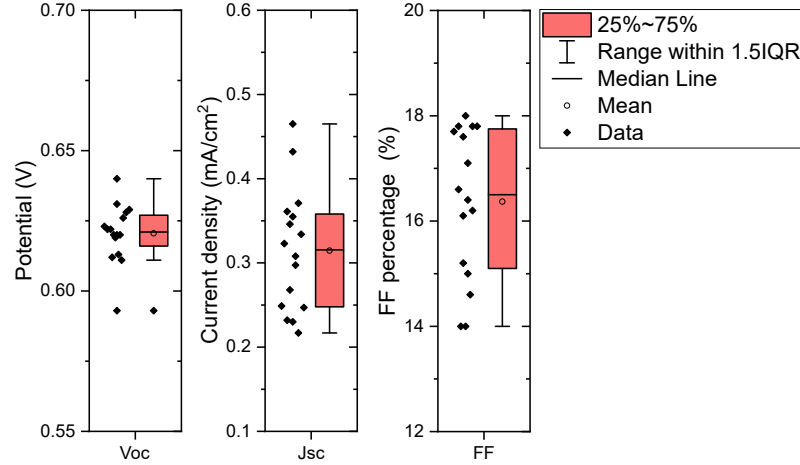 Potential (V)
0.70
0.65
0.60
0.55
Voc
Current density (mA/cm²)
0.6
0.5
0.4
0.3
0.2
0.1
Jsc
FF percentage (%)
20
18
16
14
12
FF
25%~75%
Range within 1.5IQR
Median Line
Mean
Data